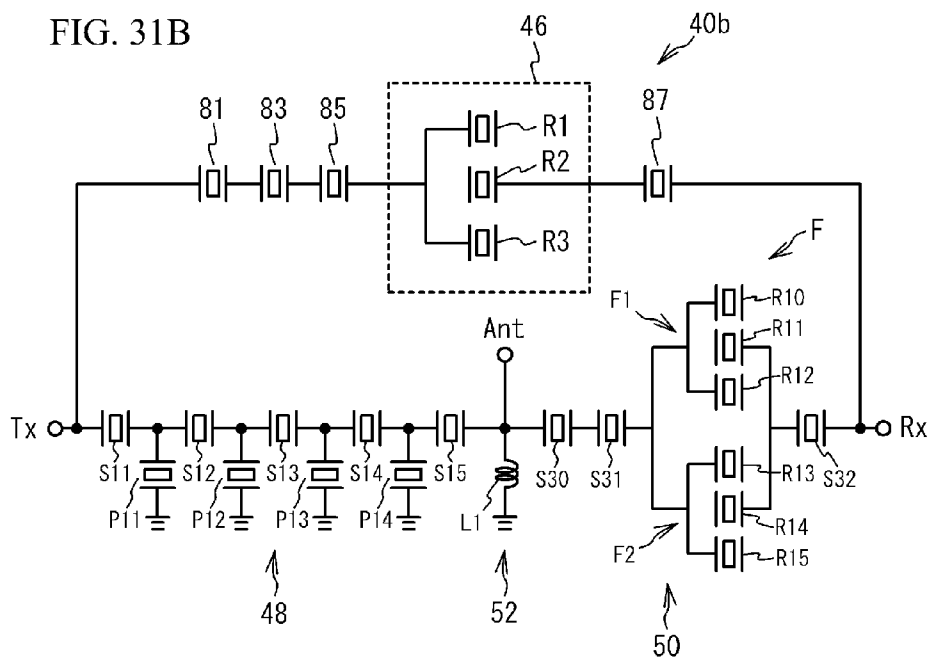 FIG. 31B
46
40b
81 83 85 87
R1
R2
R3
F
F1
R10
R11
R12
Ant
Tx
Rx
S11 S12 S13 S14 S15 S30 S31 S32
R13
R14
R15
P11 P12 P13 P14 L1
F2
48 52 50